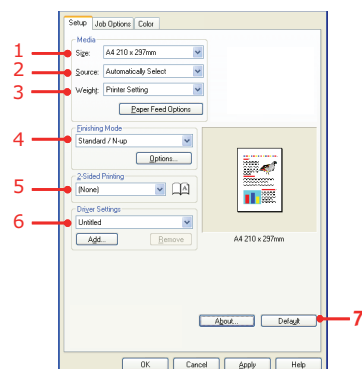 Setup Job Options Color
Media
1 Size: A4 210 x 297mm
2 Source: Automatically Select
3 Weight: Printer Setting
Paper Feed Options
Finishing Mode
4 Standard / N-up
Options...
2-Sided Printing
5 (None) A
Driver Settings
6 Untitled
Add... Remove
A4 210 x 297mm
About... Default 7
OK Cancel Apply Help